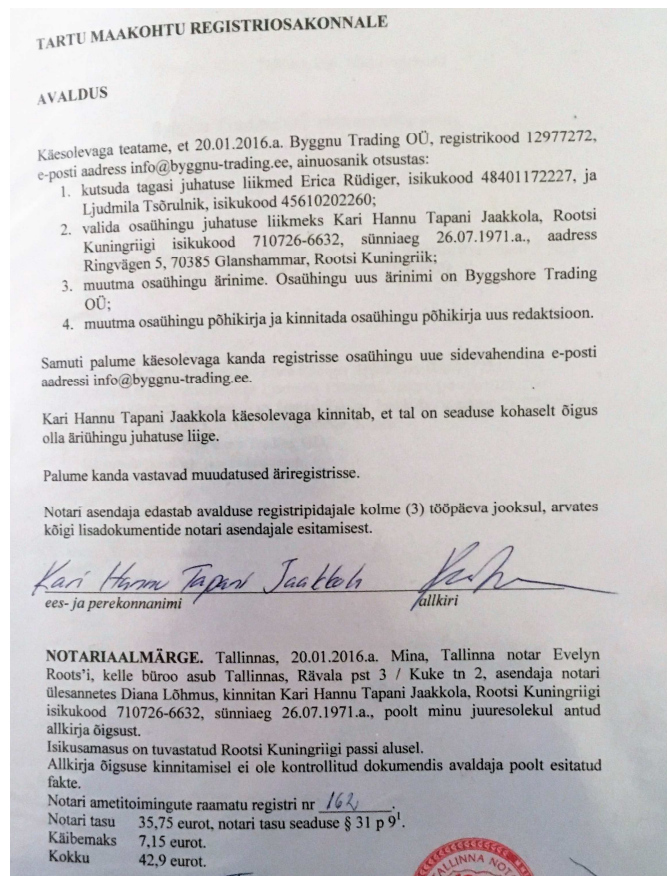 TARTU MAAKOHTU REGISTRIOSAKONNALE
AVALDUS
Käesolevaga teatame, et 20.01.2016.a. Byggnu Trading OÜ, registrikood 12977272,
e-posti aadress info@byggnu-trading.ee, ainuosanik otsustas:
1. kutsuda tagasi juhatuse liikmed Erica Rüdiger, isikukood 48401172227, ja
Ljudmila Tsõrulnik, isikukood 45610202260;
2. valida osaühingu juhatuse liikmeks Kari Hannu Tapani Jaakkola, Rootsi
Kuningriigi isikukood 710726-6632, sünniaeg 26.07.1971.a., aadress
Ringvägen 5, 70385 Glanshammar, Rootsi Kuningriik;
3. muutma osaühingu ärinime. Osaühingu uus ärinimi on Byggshore Trading
OÜ;
4. muutma osaühingu põhikirja ja kinnitada osaühingu põhikirja uus redaktsioon.
Samuti palume käesolevaga kanda registrisse osaühingu uue sidevahendina e-posti
aadressi info@byggnu-trading.ee.
Kari Hannu Tapani Jaakkola käesolevaga kinnitab, et tal on seaduse kohaselt õigus
olla äriühingu juhatuse liige.
Palume kanda vastavad muudatused äriregistrisse.
Notari asendaja edastab avalduse registripidajale kolme (3) tööpäeva jooksul, arvates
kõigi lisadokumentide notari asendajale esitamisest.
Kari Hannu Tapani Jaakkola
ees- ja perekonnanimi allkiri
NOTARIAALMÄRGE. Tallinnas, 20.01.2016.a. Mina, Tallinna notar Evelyn
Roots'i, kelle büroo asub Tallinnas, Rävala pst 3 / Kuke tn 2, asendaja notari
ülesannetes Diana Lõhmus, kinnitan Kari Hannu Tapani Jaakkola, Rootsi Kuningriigi
isikukood 710726-6632, sünniaeg 26.07.1971.a., poolt minu juuresolekul antud
allkirja õigsust.
Isikusamasus on tuvastatud Rootsi Kuningriigi passi alusel.
Allkirja õigsuse kinnitamisel ei ole kontrollitud dokumendis avaldaja poolt esitatud
fakte.
Notari ametitoimingute raamatu registri nr 162.
Notari tasu 35,75 eurot, notari tasu seaduse § 31 p 9¹.
Käibemaks 7,15 eurot.
Kokku 42,9 eurot.
TALLINNA NOT